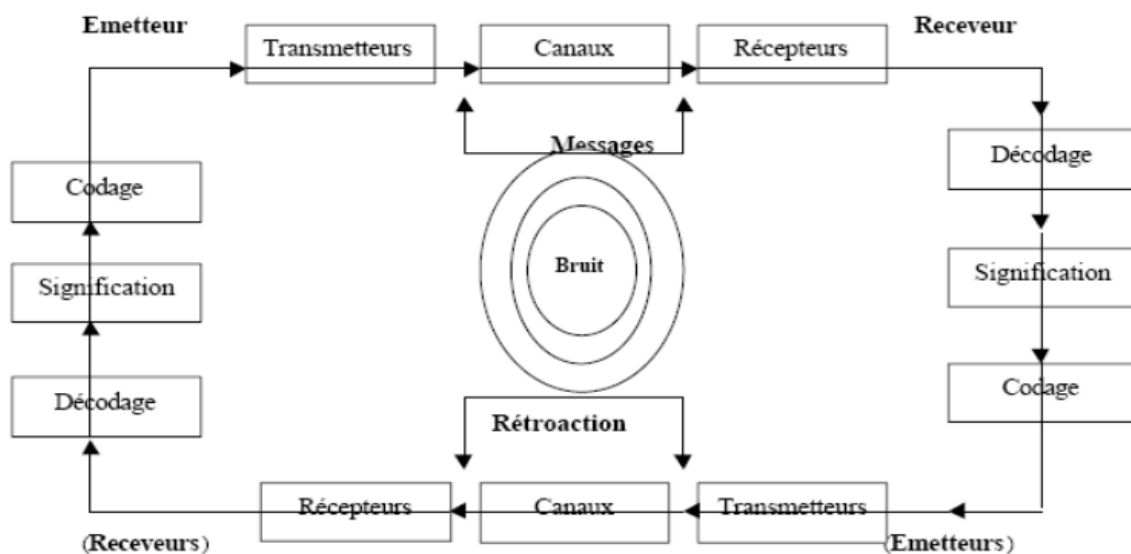 Emetteur
Receveur
Transmetteurs
Canaux
Récepteurs
Messages
Décodage
Codage
Bruit
Signification
Signification
Décodage
Codage
Rétroaction
Récepteurs
Canaux
Transmetteurs
(Receveurs)
(Emetteurs)